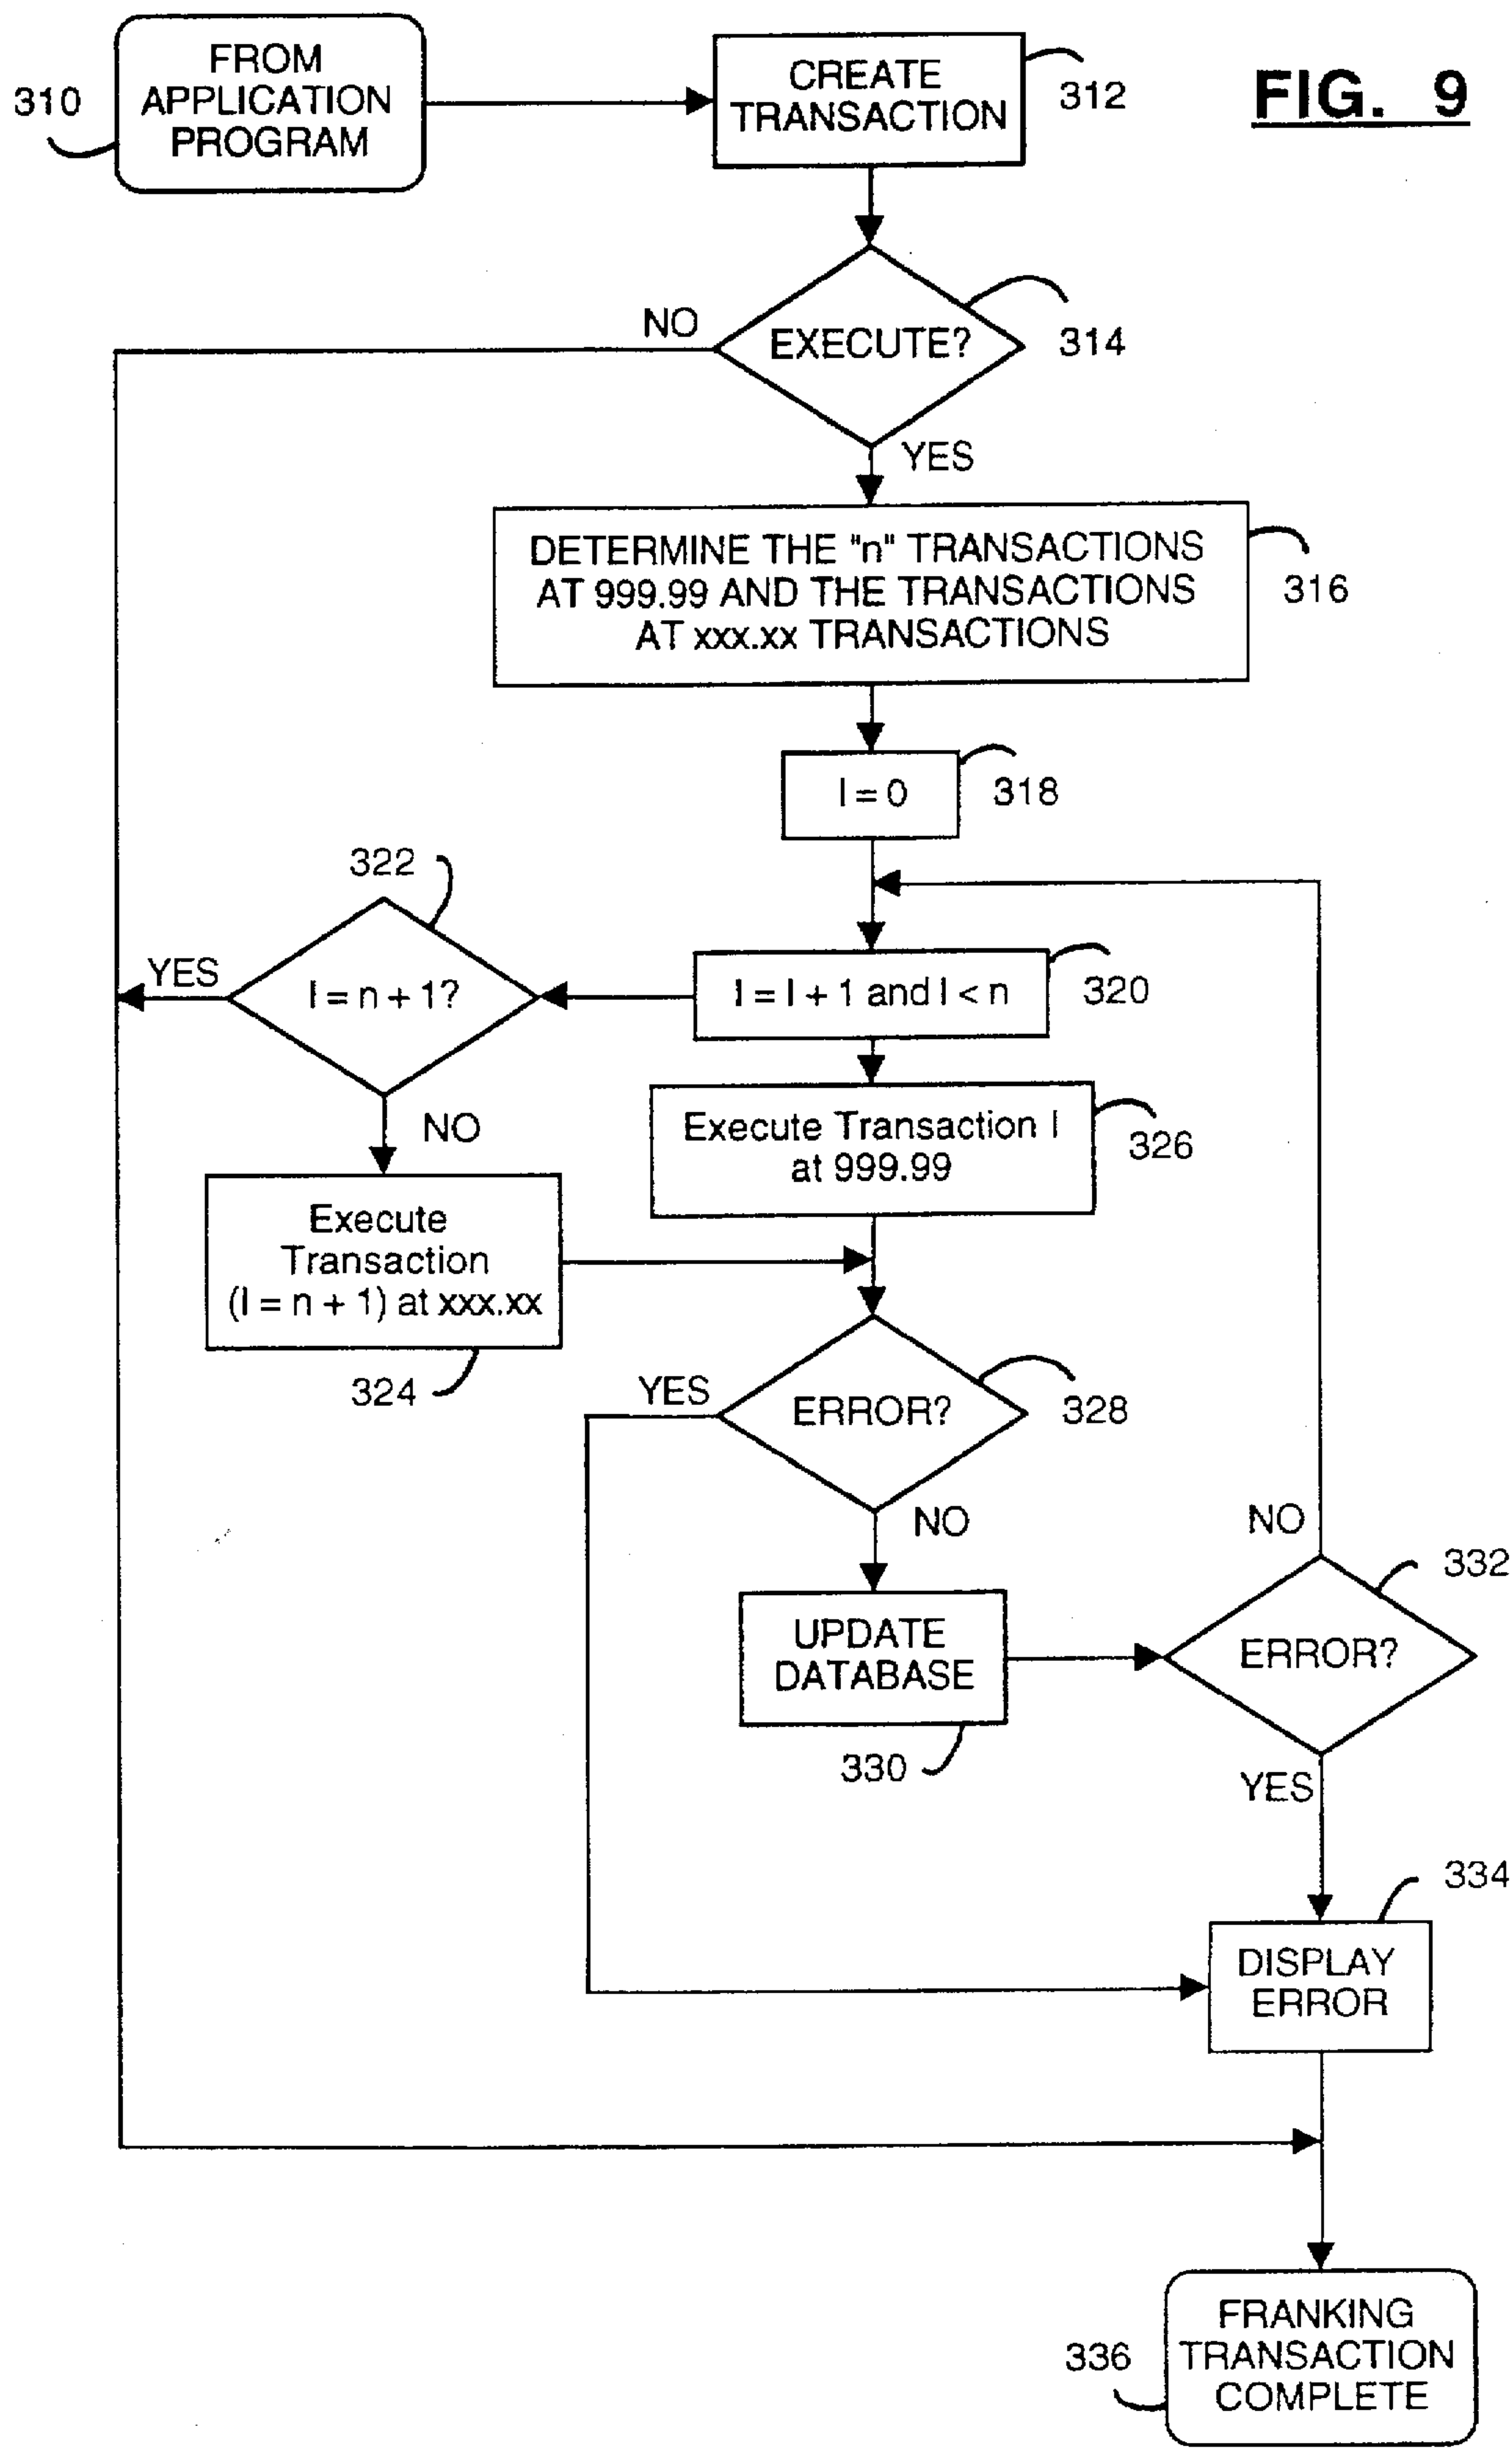 FROM
APPLICATION
PROGRAM
310
CREATE
TRANSACTION
312
FIG. 9
EXECUTE?
314
NO
YES
DETERMINE THE "n" TRANSACTIONS
AT 999.99 AND THE TRANSACTIONS
AT xxx.xx TRANSACTIONS
316
I = 0
318
322
I = n + 1?
YES
NO
I = I + 1 and I < n
320
Execute Transaction I
at 999.99
326
Execute
Transaction
(I = n + 1) at xxx.xx
324
ERROR?
328
YES
NO
UPDATE
DATABASE
330
ERROR?
332
NO
YES
334
DISPLAY
ERROR
FRANKING
TRANSACTION
COMPLETE
336